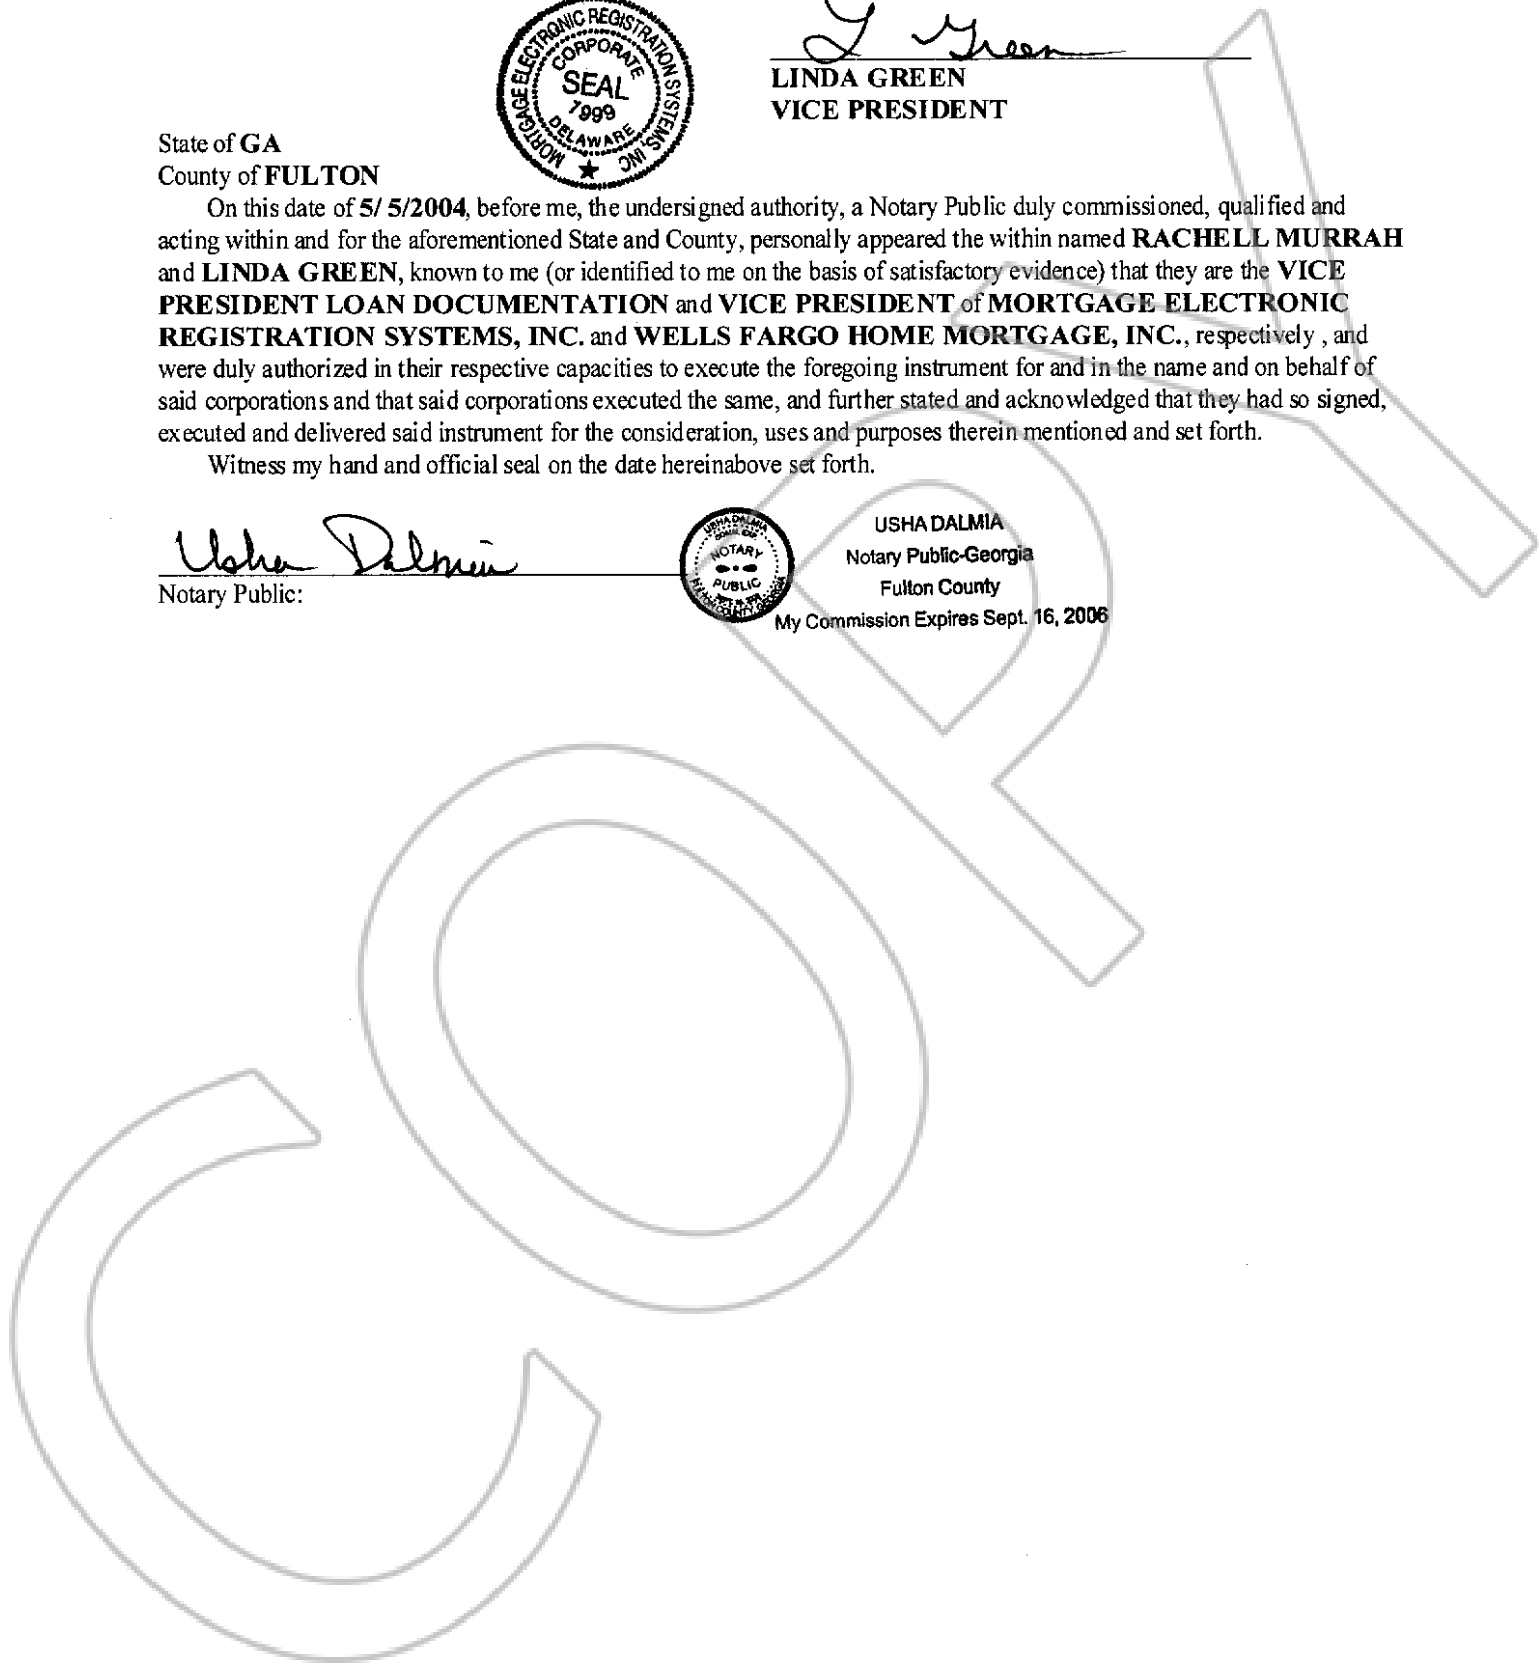 MORTGAGE ELECTRONIC REGISTRATION SYSTEMS, INC
CORPORATE
SEAL
1999
DELAWARE
L Green
LINDA GREEN
VICE PRESIDENT
State of GA
County of FULTON
On this date of 5/ 5/2004, before me, the undersigned authority, a Notary Public duly commissioned, qualified and
acting within and for the aforementioned State and County, personally appeared the within named RACHELL MURRAH
and LINDA GREEN, known to me (or identified to me on the basis of satisfactory evidence) that they are the VICE
PRESIDENT LOAN DOCUMENTATION and VICE PRESIDENT of MORTGAGE ELECTRONIC
REGISTRATION SYSTEMS, INC. and WELLS FARGO HOME MORTGAGE, INC., respectively , and
were duly authorized in their respective capacities to execute the foregoing instrument for and in the name and on behalf of
said corporations and that said corporations executed the same, and further stated and acknowledged that they had so signed,
executed and delivered said instrument for the consideration, uses and purposes therein mentioned and set forth.
Witness my hand and official seal on the date hereinabove set forth.
Usha Dalmia
Notary Public:
USHA DALMIA
NOTARY
PUBLIC
FULTON COUNTY, GEORGIA
USHA DALMIA
Notary Public-Georgia
Fulton County
My Commission Expires Sept. 16, 2006
COPY